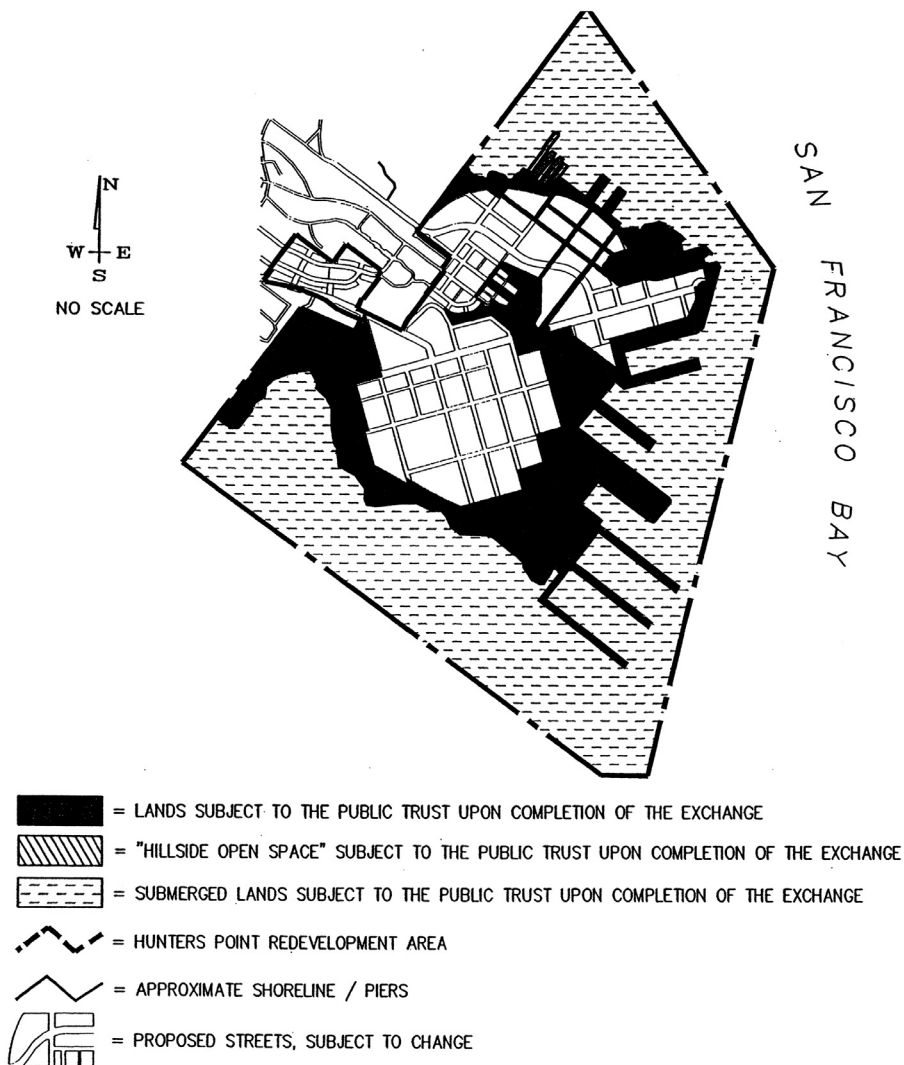 N
W E
S
NO SCALE
SAN FRANCISCO BAY
= LANDS SUBJECT TO THE PUBLIC TRUST UPON COMPLETION OF THE EXCHANGE
= "HILLSIDE OPEN SPACE" SUBJECT TO THE PUBLIC TRUST UPON COMPLETION OF THE EXCHANGE
= SUBMERGED LANDS SUBJECT TO THE PUBLIC TRUST UPON COMPLETION OF THE EXCHANGE
= HUNTERS POINT REDEVELOPMENT AREA
= APPROXIMATE SHORELINE / PIERS
= PROPOSED STREETS, SUBJECT TO CHANGE